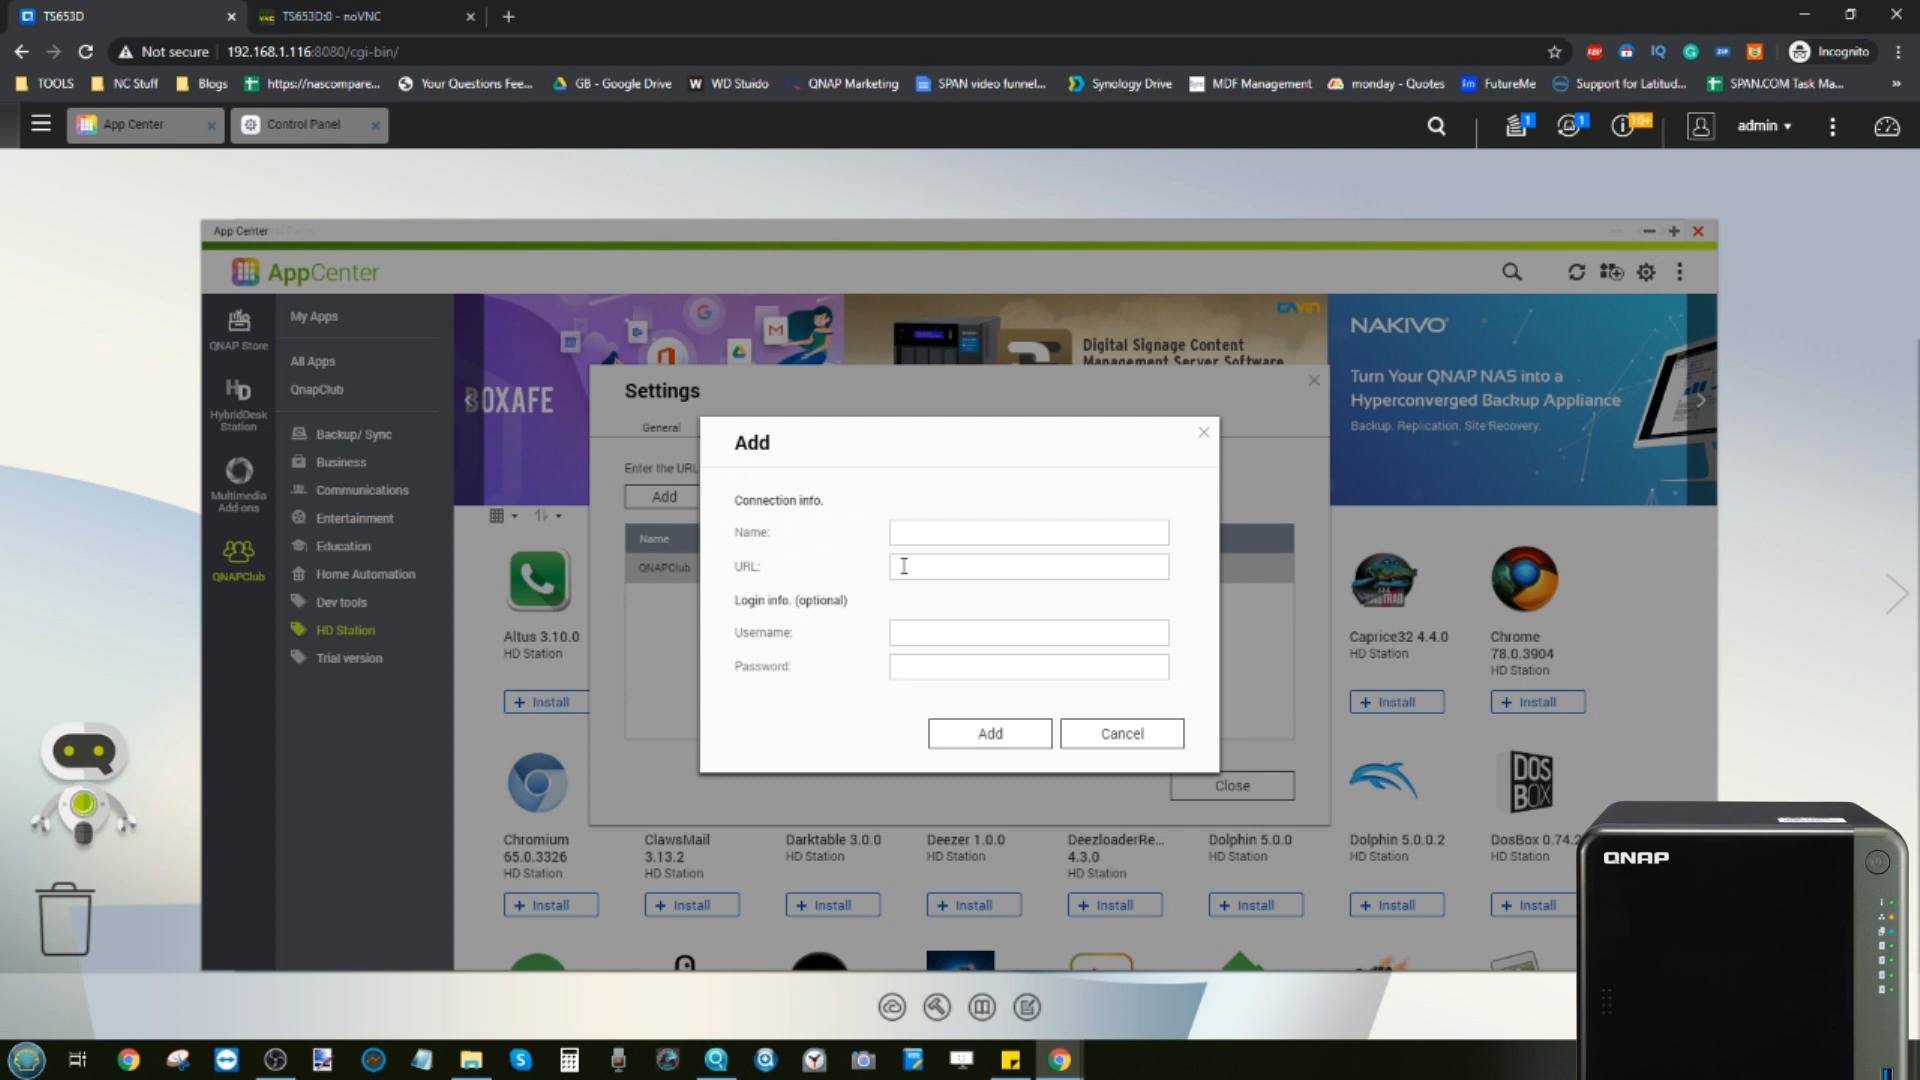 TS653D
TS653D:0 - noVNC
Not secure
192.168.1.116:8080/cgi-bin/
Incognito
TOOLS
NC Stuff
Blogs
https://nascompare...
Your Questions Fee...
GB - Google Drive
WD Stuido
QNAP Marketing
SPAN video funnel...
Synology Drive
MDF Management
monday - Quotes
FutureMe
Support for Latitud...
SPAN.COM Task Ma...
App Center
Control Panel
1
1
10+
admin
App Center
AppCenter
QNAP Store
HybridDesk
Station
Multimedia
Add-ons
QNAPClub
My Apps
All Apps
QnapClub
Backup/ Sync
Business
Communications
Entertainment
Education
Home Automation
Dev tools
HD Station
Trial version
BOXAFE
CAYIN
Digital Signage Content
Management Server Software
NAKIVO
Turn Your QNAP NAS into a
Hyperconverged Backup Appliance
Backup. Replication. Site Recovery.
Settings
General
Enter the URL
Add
Name
QNAPClub
Close
Add
Connection info.
Name:
URL:
Login info. (optional)
Username:
Password:
Add
Cancel
Altus 3.10.0
HD Station
+ Install
Caprice32 4.4.0
HD Station
+ Install
Chrome
78.0.3904
HD Station
+ Install
Chromium
65.0.3326
HD Station
+ Install
ClawsMail
3.13.2
HD Station
+ Install
Darktable 3.0.0
HD Station
+ Install
Deezer 1.0.0
HD Station
+ Install
DeezloaderRe...
4.3.0
HD Station
+ Install
Dolphin 5.0.0
HD Station
+ Install
Dolphin 5.0.0.2
HD Station
+ Install
DOS
BOX
DosBox 0.74.2
HD Station
+ Install
QNAP